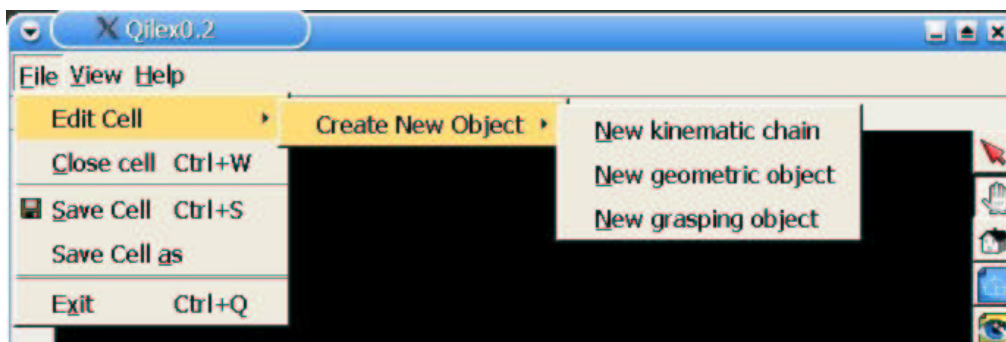 Qilex0.2
File View Help
Edit Cell
Close cell Ctrl+W
Save Cell Ctrl+S
Save Cell as
Exit Ctrl+Q
Create New Object
New kinematic chain
New geometric object
New grasping object